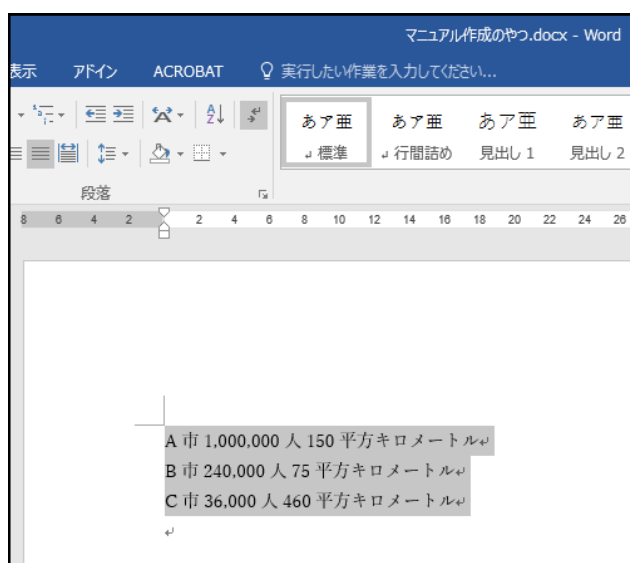 マニュアル作成のやつ.docx - Word
表示 アドイン ACROBAT 実行したい作業を入力してください...
あア亜 あア亜 あア亜 あア亜
↲ 標準 ↲ 行間詰め 見出し 1 見出し 2
段落
8 6 4 2 2 4 6 8 10 12 14 16 18 20 22 24 26
A 市 1,000,000 人 150 平方キロメートル↵
B 市 240,000 人 75 平方キロメートル↵
C 市 36,000 人 460 平方キロメートル↵
↵